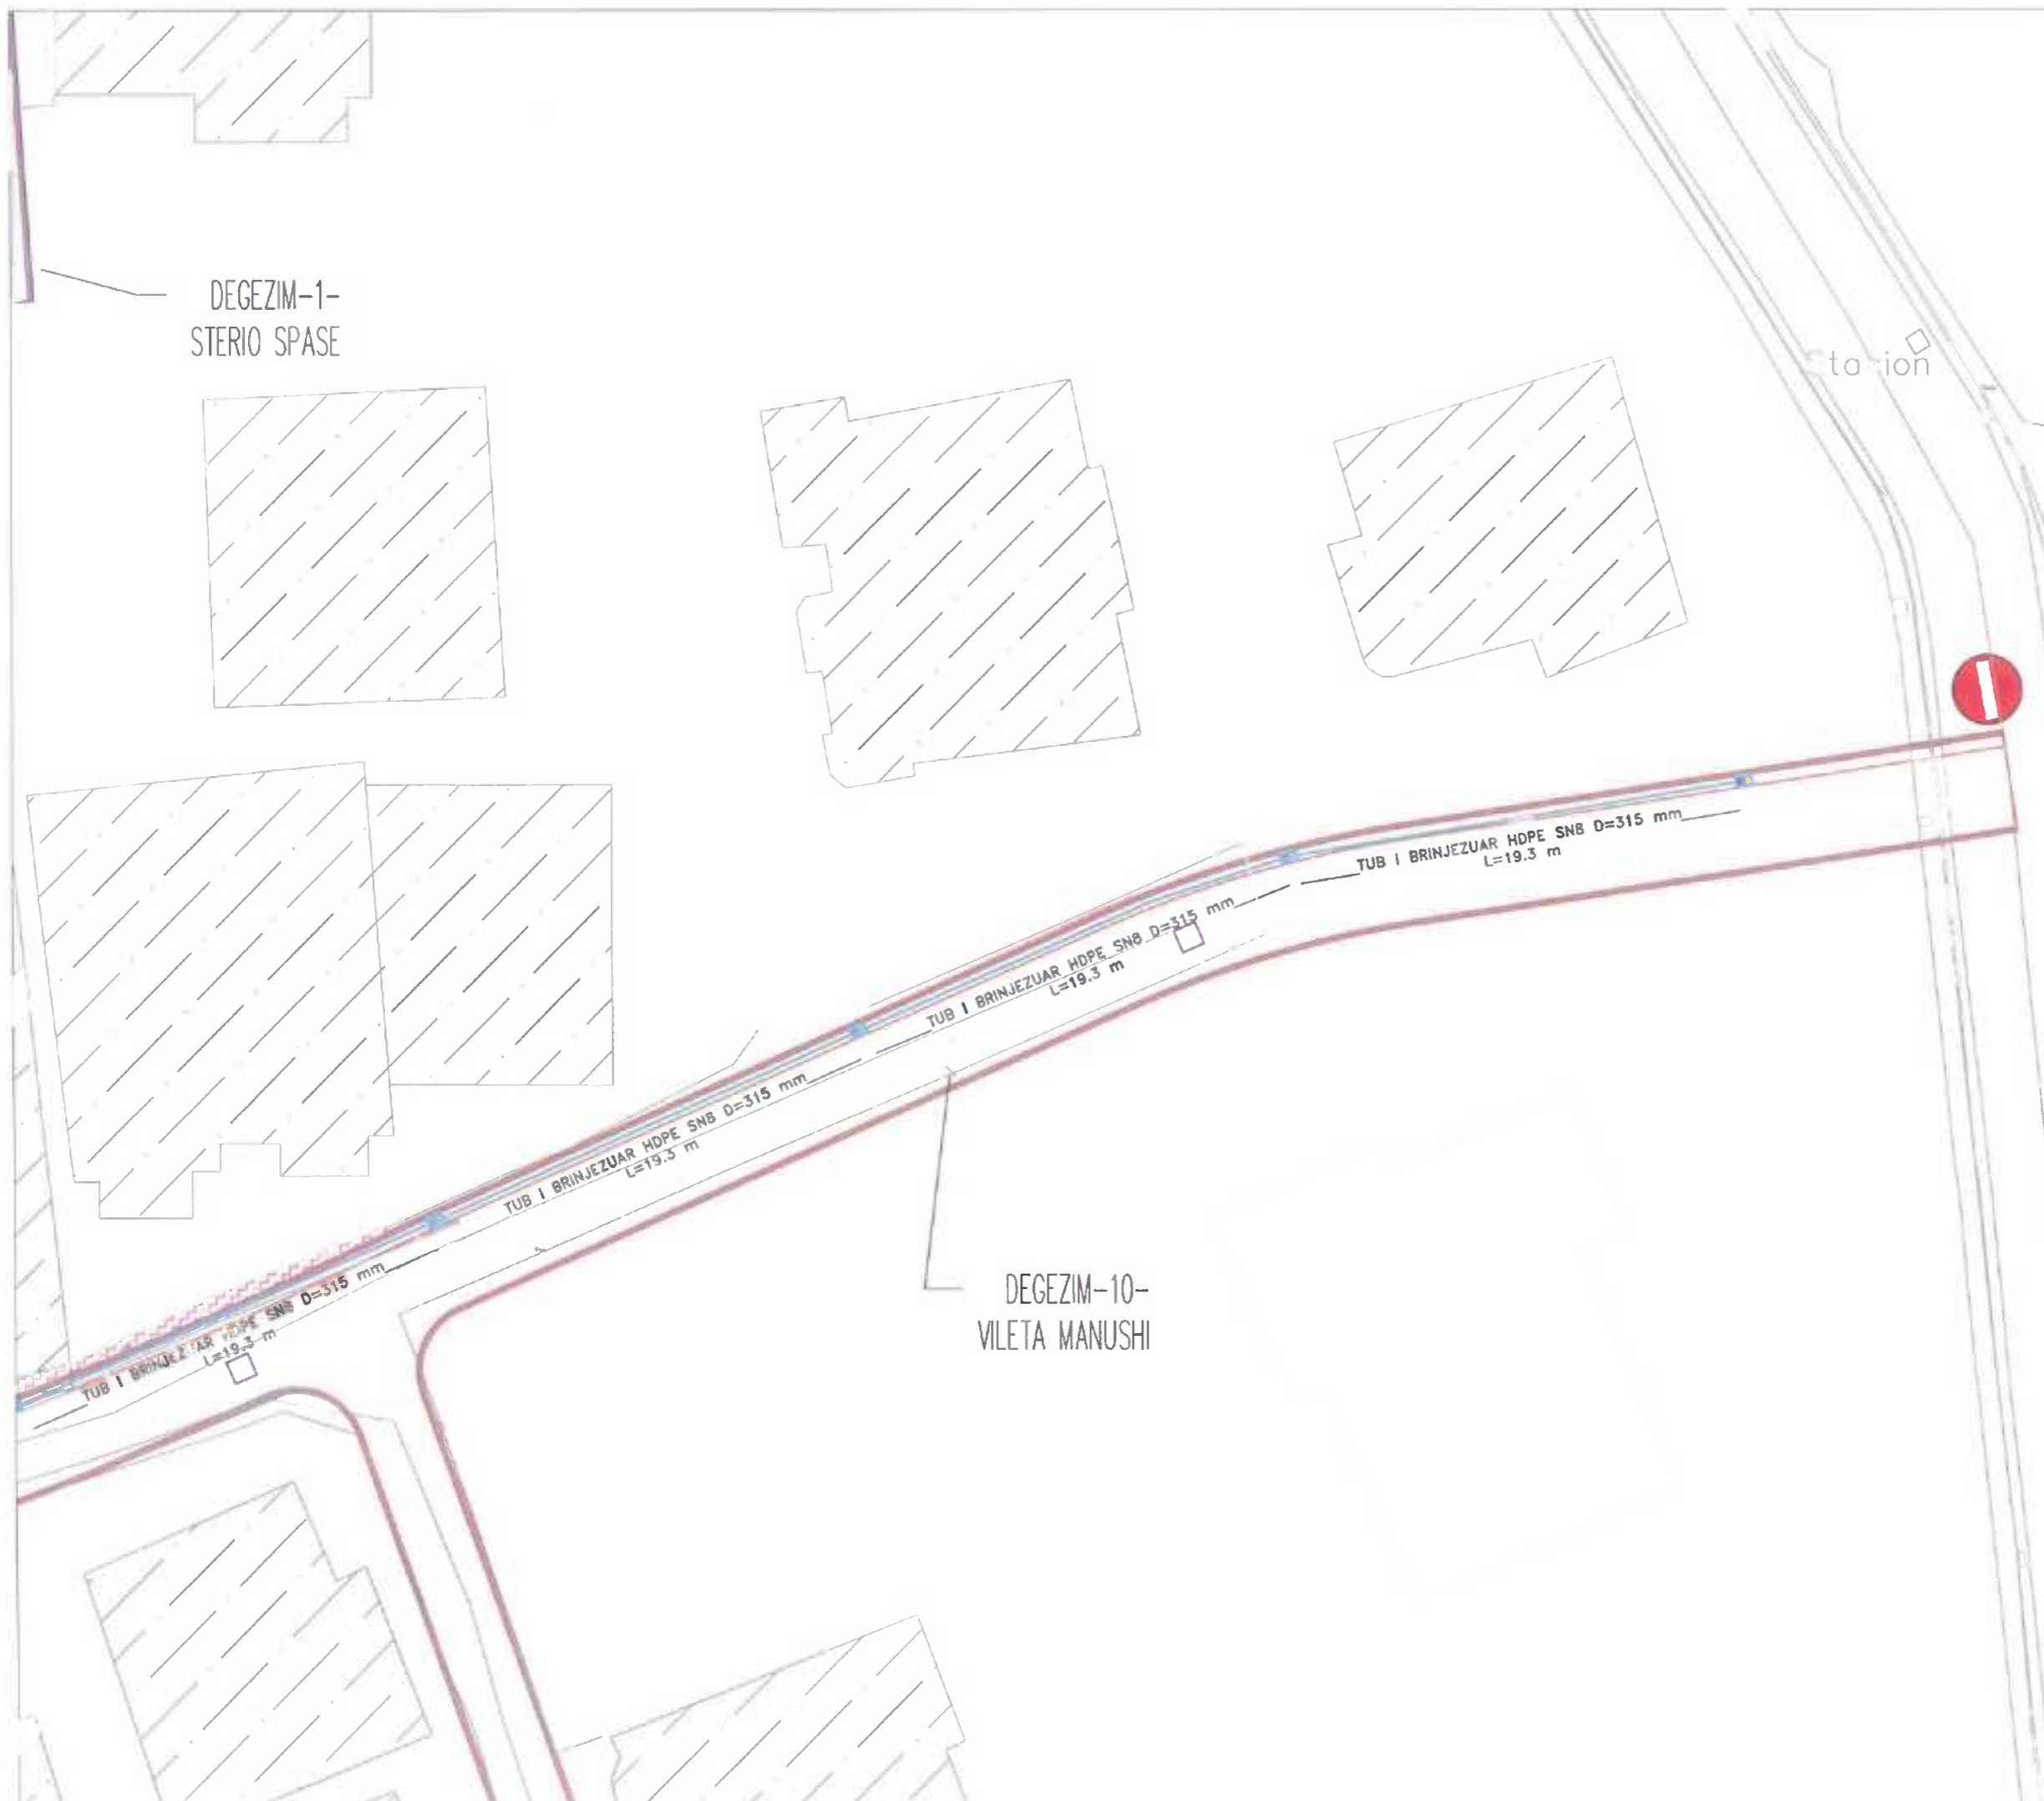 DEGEZIM-1-
STERIO SPASE
TUB I BRINJEZUAR HDPE SN8 D=315 mm
L=19.3 m
TUB I BRINJEZUAR HDPE SN8 D=315 mm
L=19.3 m
TUB I BRINJEZUAR HDPE SN8 D=315 mm
L=19.3 m
TUB I D=315 mm
L=19.3 m
DEGEZIM-10-
VILETA MANUSHI